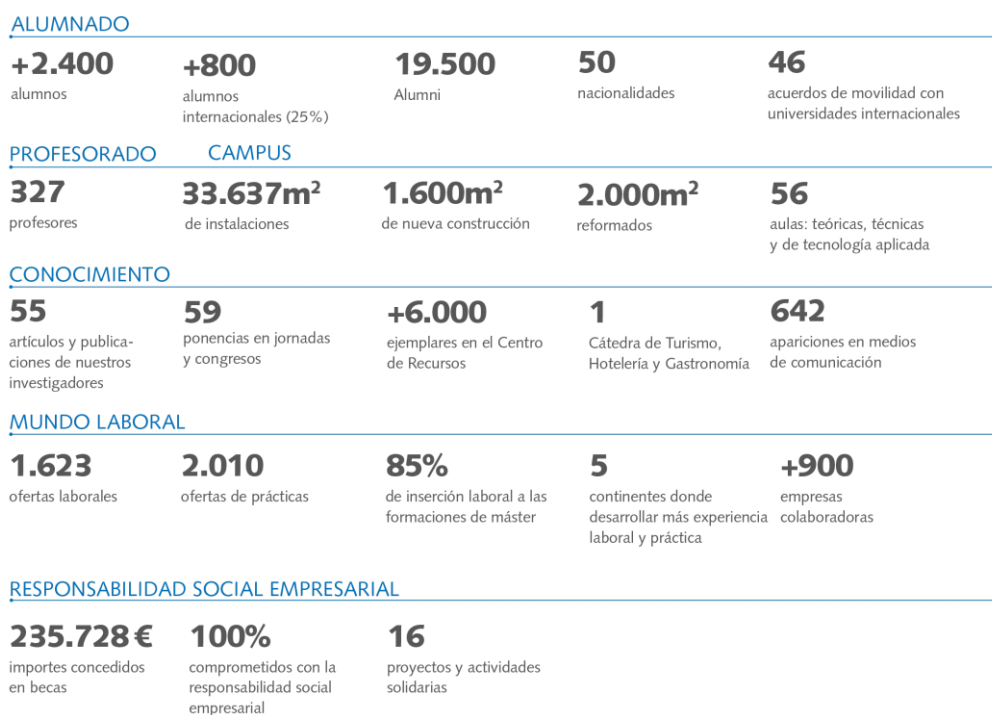 ALUMNADO
+2.400
alumnos
+800
alumnos
internacionales (25%)
19.500
Alumni
50
nacionalidades
46
acuerdos de movilidad con
universidades internacionales
PROFESORADO
CAMPUS
327
profesores
33.637m²
de instalaciones
1.600m²
de nueva construcción
2.000m²
reformados
56
aulas: teóricas, técnicas
y de tecnología aplicada
CONOCIMIENTO
55
artículos y publica-
ciones de nuestros
investigadores
59
ponencias en jornadas
y congresos
+6.000
ejemplares en el Centro
de Recursos
1
Cátedra de Turismo,
Hotelería y Gastronomía
642
apariciones en medios
de comunicación
MUNDO LABORAL
1.623
ofertas laborales
2.010
ofertas de prácticas
85%
de inserción laboral a las
formaciones de máster
5
continentes donde
desarrollar más experiencia
laboral y práctica
+900
empresas
colaboradoras
RESPONSABILIDAD SOCIAL EMPRESARIAL
235.728 €
importes concedidos
en becas
100%
comprometidos con la
responsabilidad social
empresarial
16
proyectos y actividades
solidarias